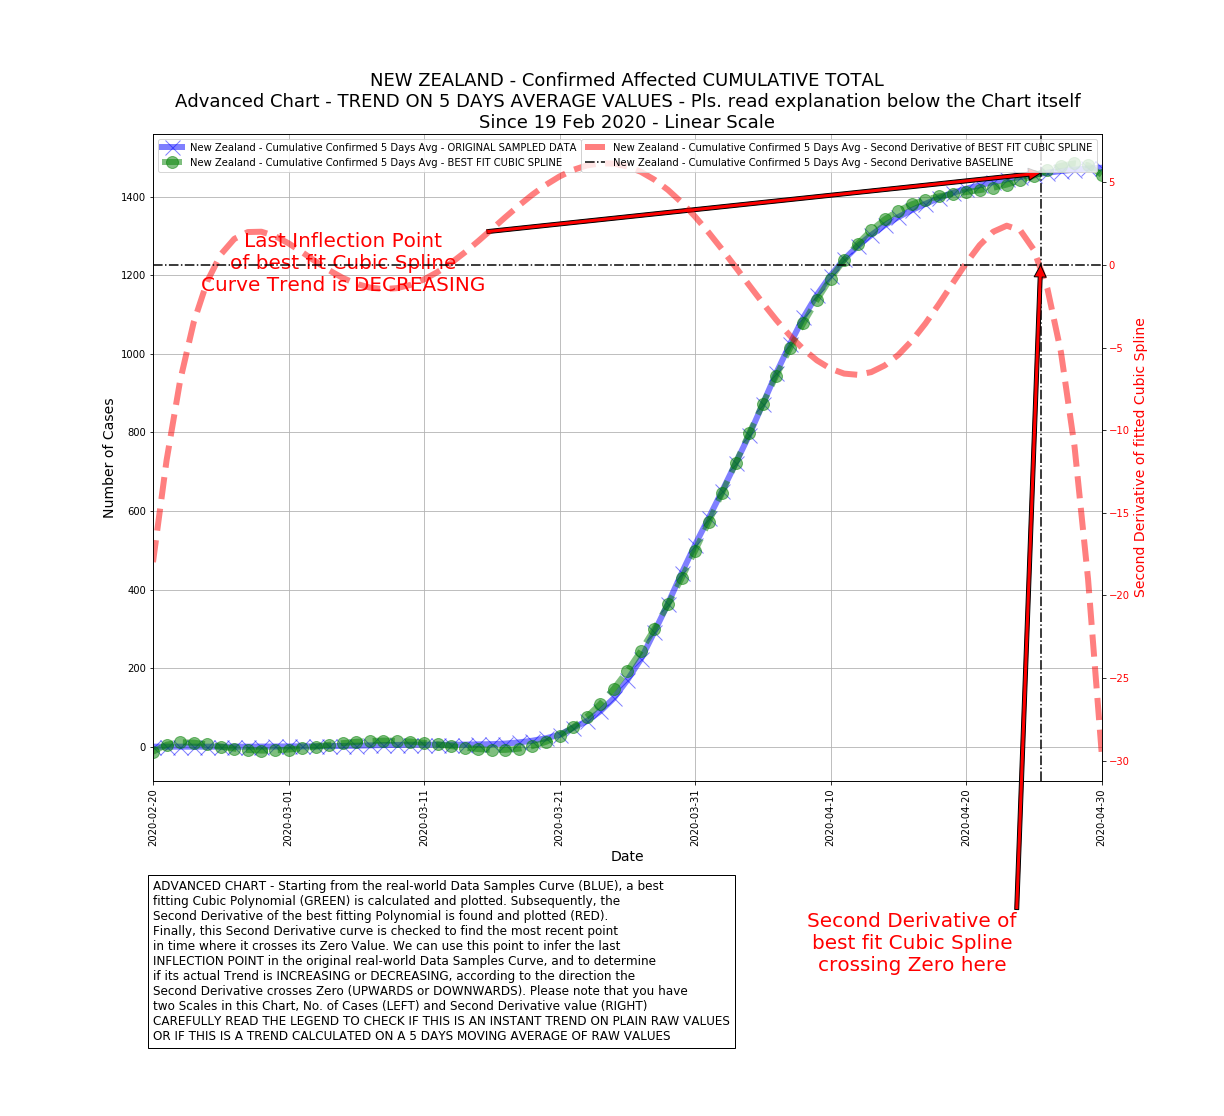 NEW ZEALAND - Confirmed Affected CUMULATIVE TOTAL
Advanced Chart - TREND ON 5 DAYS AVERAGE VALUES - Pls. read explanation below the Chart itself
Since 19 Feb 2020 - Linear Scale
New Zealand - Cumulative Confirmed 5 Days Avg - ORIGINAL SAMPLED DATA
New Zealand - Cumulative Confirmed 5 Days Avg - BEST FIT CUBIC SPLINE
New Zealand - Cumulative Confirmed 5 Days Avg - Second Derivative of BEST FIT CUBIC SPLINE
New Zealand - Cumulative Confirmed 5 Days Avg - Second Derivative BASELINE
Last Inflection Point
of best fit Cubic Spline
Curve Trend is DECREASING
Number of Cases
1400
1200
1000
800
600
400
200
0
5
0
−5
−10
−15
−20
−25
−30
Second Derivative of fitted Cubic Spline
2020-02-20
2020-03-01
2020-03-11
2020-03-21
2020-03-31
2020-04-10
2020-04-20
2020-04-30
Date
ADVANCED CHART - Starting from the real-world Data Samples Curve (BLUE), a best
fitting Cubic Polynomial (GREEN) is calculated and plotted. Subsequently, the
Second Derivative of the best fitting Polynomial is found and plotted (RED).
Finally, this Second Derivative curve is checked to find the most recent point
in time where it crosses its Zero Value. We can use this point to infer the last
INFLECTION POINT in the original real-world Data Samples Curve, and to determine
if its actual Trend is INCREASING or DECREASING, according to the direction the
Second Derivative crosses Zero (UPWARDS or DOWNWARDS). Please note that you have
two Scales in this Chart, No. of Cases (LEFT) and Second Derivative value (RIGHT)
CAREFULLY READ THE LEGEND TO CHECK IF THIS IS AN INSTANT TREND ON PLAIN RAW VALUES
OR IF THIS IS A TREND CALCULATED ON A 5 DAYS MOVING AVERAGE OF RAW VALUES
Second Derivative of
best fit Cubic Spline
crossing Zero here